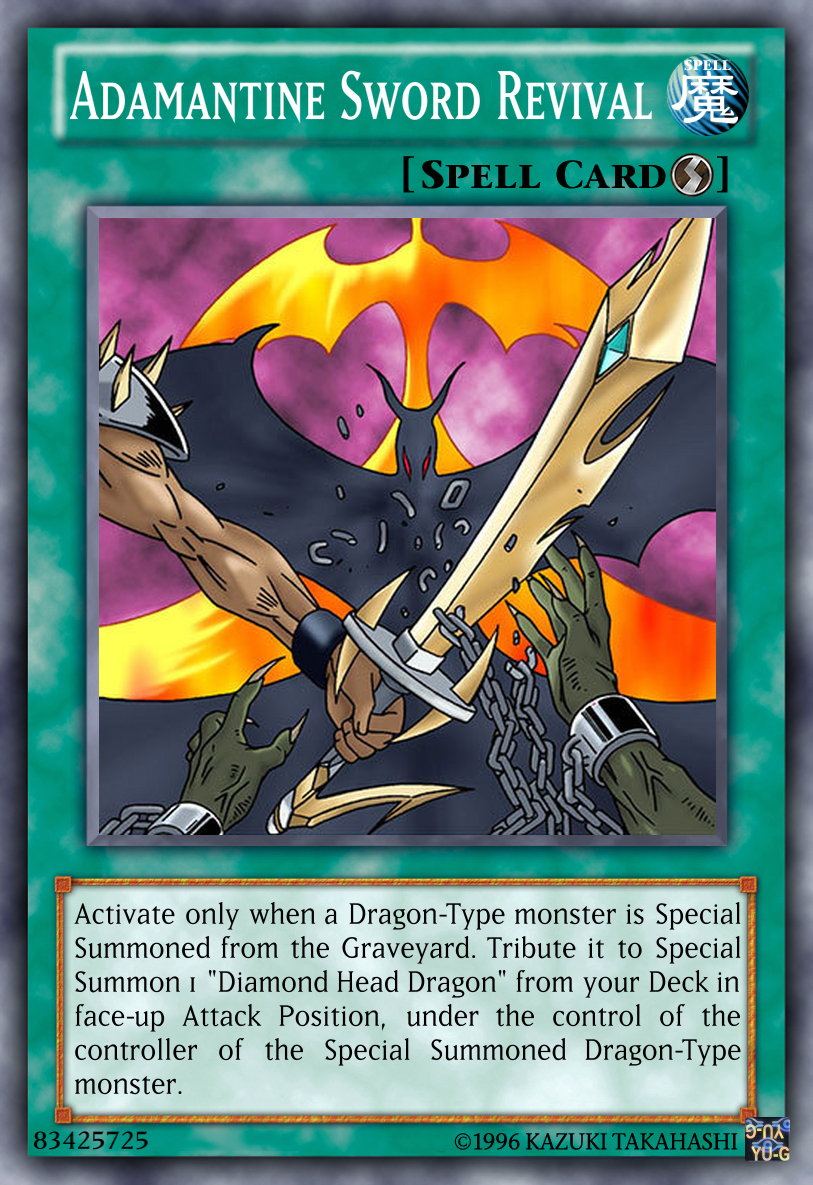 ADAMANTINE SWORD REVIVAL
SPELL
魔
[SPELL CARD]
Activate only when a Dragon-Type monster is Special
Summoned from the Graveyard. Tribute it to Special
Summon 1 "Diamond Head Dragon" from your Deck in
face-up Attack Position, under the control of the
controller of the Special Summoned Dragon-Type
monster.
83425725
©1996 KAZUKI TAKAHASHI
YU-G
YU-G